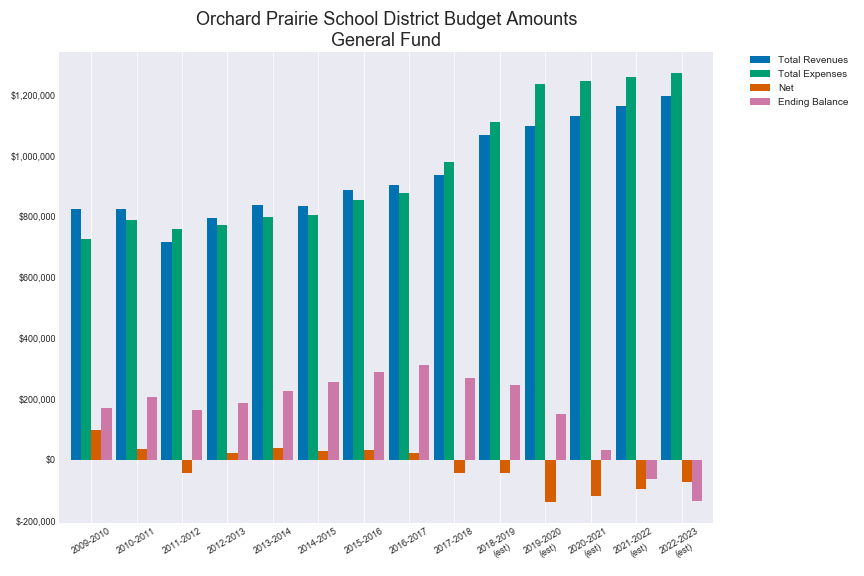 Orchard Prairie School District Budget Amounts
General Fund
Total Revenues
Total Expenses
Net
Ending Balance
$1,200,000
$1,000,000
$800,000
$600,000
$400,000
$200,000
$0
$-200,000
2009-2010
2010-2011
2011-2012
2012-2013
2013-2014
2014-2015
2015-2016
2016-2017
2017-2018
2018-2019
(est)
2019-2020
(est)
2020-2021
(est)
2021-2022
(est)
2022-2023
(est)